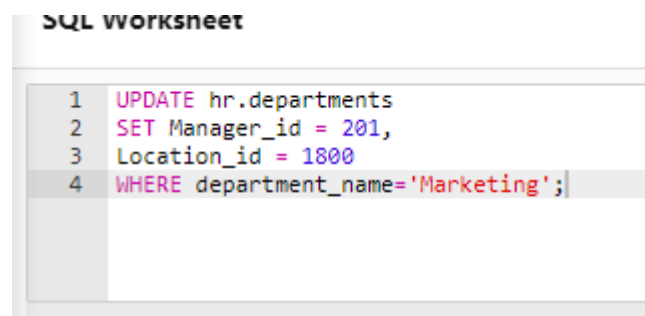 SQL Worksheet
1 UPDATE hr.departments
2 SET Manager_id = 201,
3 Location_id = 1800
4 WHERE department_name='Marketing';